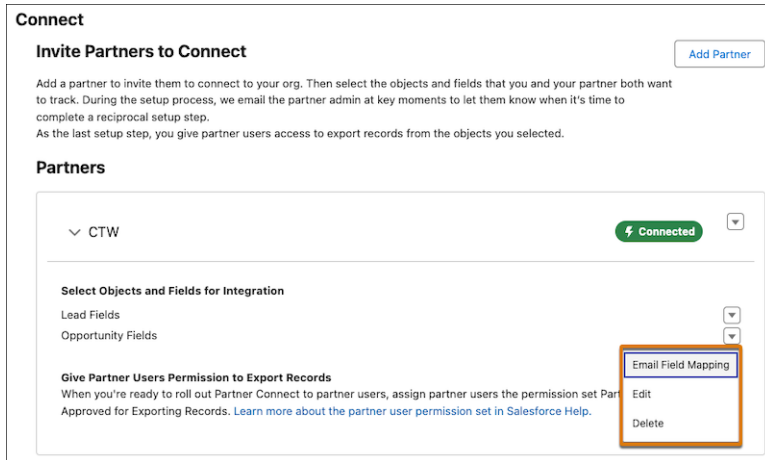 Connect
Invite Partners to Connect
Add Partner
Add a partner to invite them to connect to your org. Then select the objects and fields that you and your partner both want
to track. During the setup process, we email the partner admin at key moments to let them know when it's time to
complete a reciprocal setup step.
As the last setup step, you give partner users access to export records from the objects you selected.
Partners
CTW
Connected
Select Objects and Fields for Integration
Lead Fields
Opportunity Fields
Email Field Mapping
Edit
Delete
Give Partner Users Permission to Export Records
When you're ready to roll out Partner Connect to partner users, assign partner users the permission set
Approved for Exporting Records. Learn more about the partner user permission set in Salesforce Help.